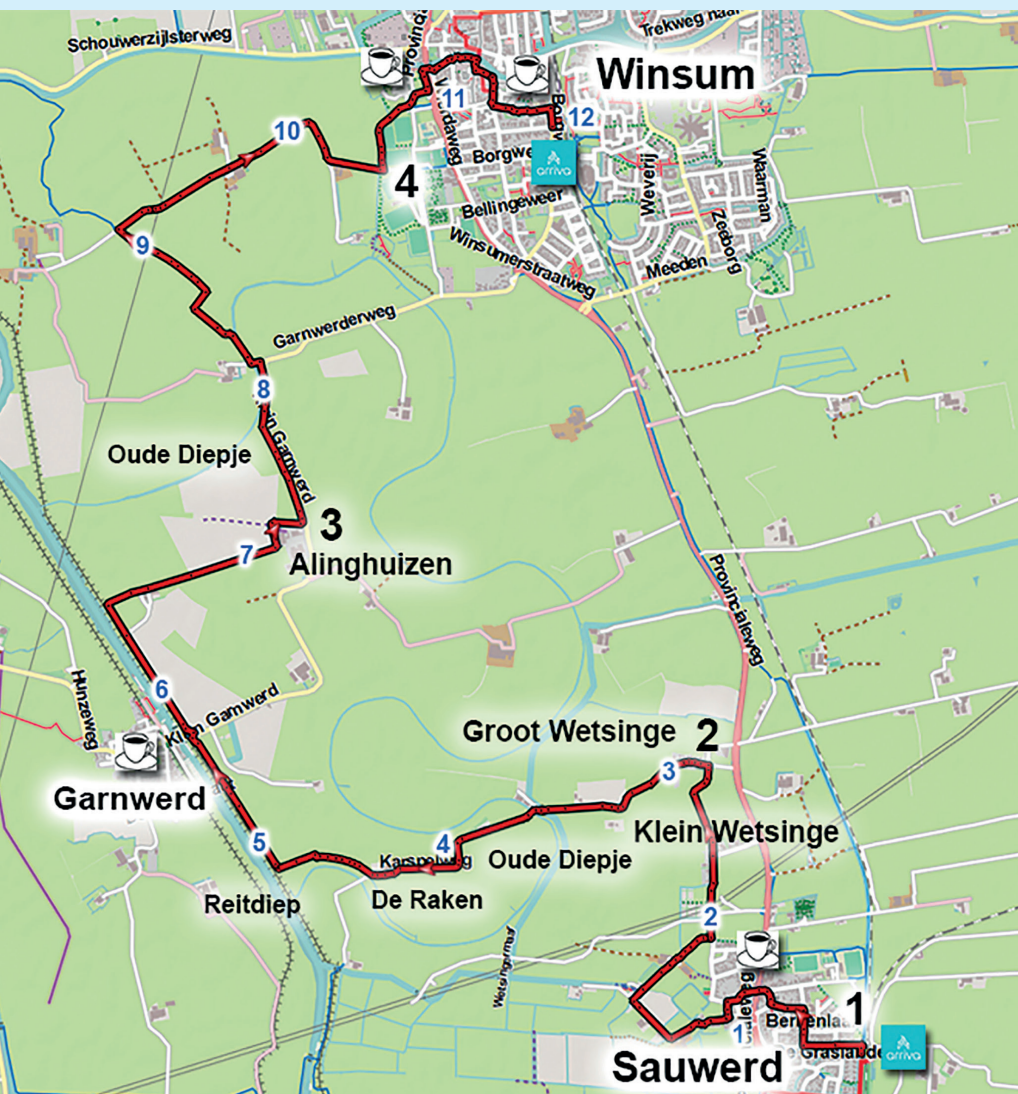 Schouwerzijlsterweg
Trekweg naar
Winsum
11
12
10
Borgwe
arriva
4
Weverij
Waarman
Bellingeweer
Zeeborg
9
Winsumerstraatweg
Meeden
Garnwerderweg
8
Oude Diepje
3
7
Alinghuizen
Provincialeweg
6
Hunzeweg
Klein Garnwerd
Groot Wetsinge
2
3
Garnwerd
5
4
Klein Wetsinge
Karspelweg
Oude Diepje
Reitdiep
De Raken
2
Wetsingermaar
1
1
arriva
Sauwerd